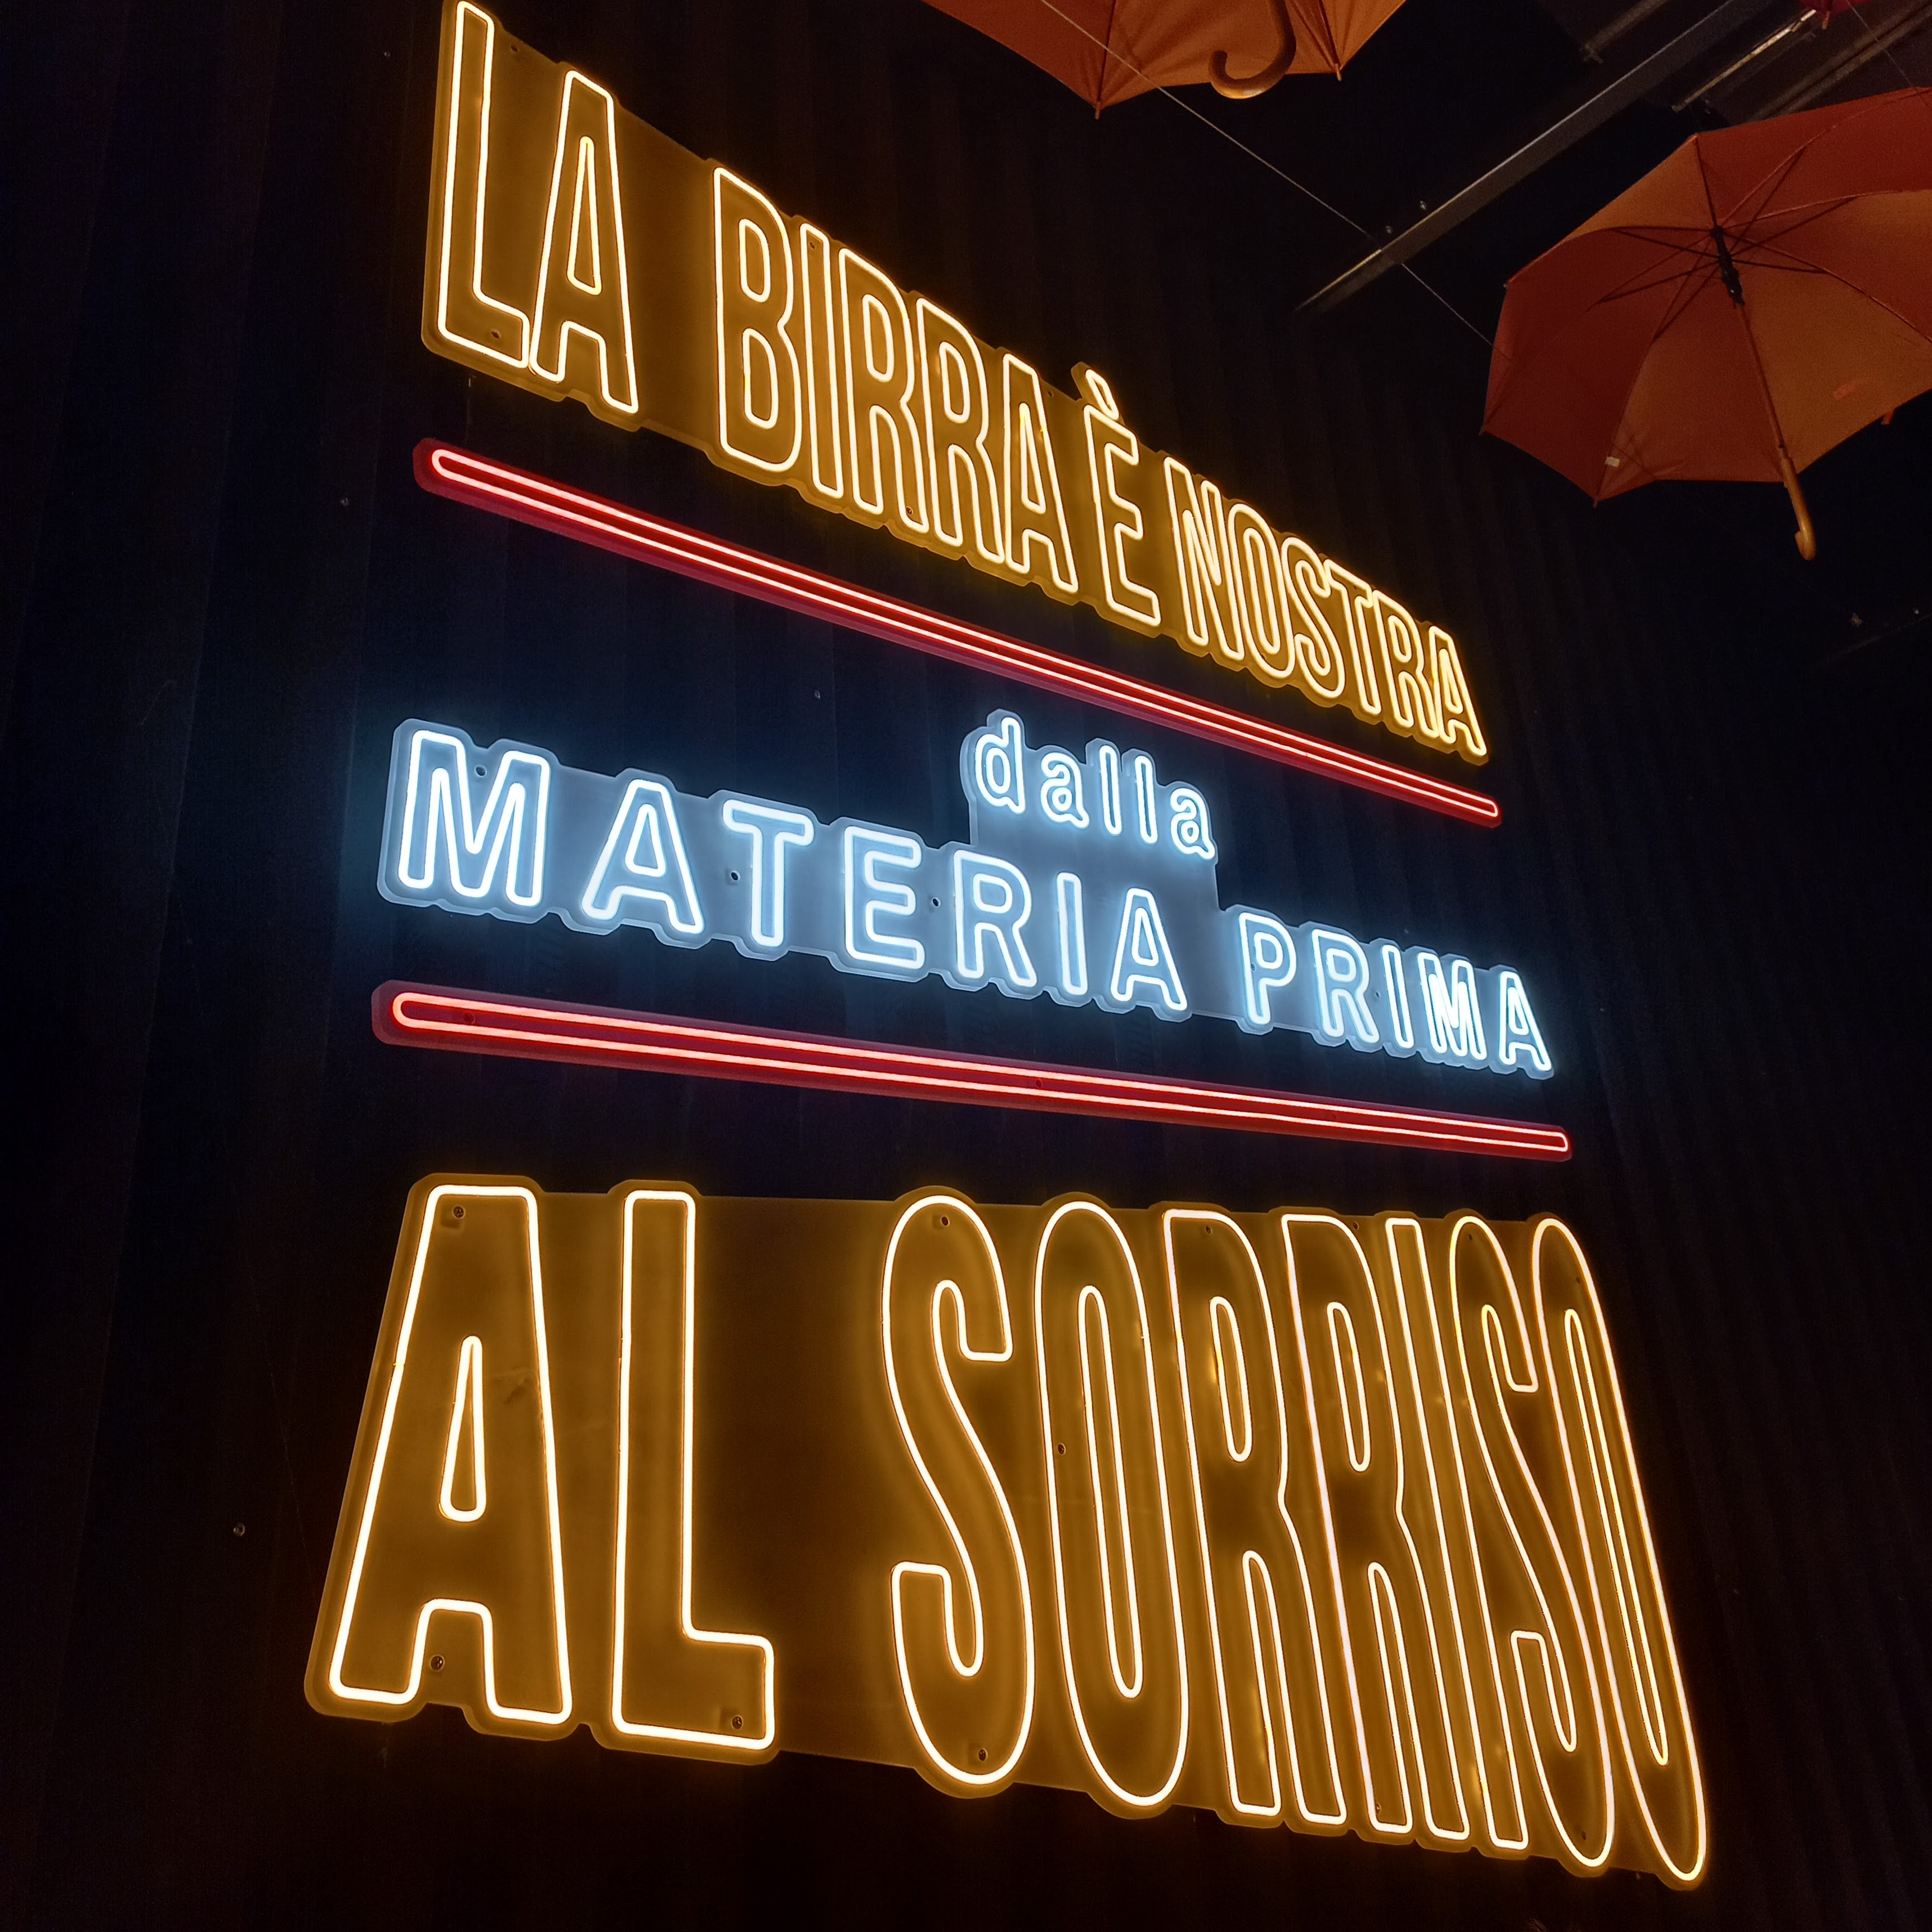 LA BIRRA È NOSTRA
dalla
MATERIA PRIMA
AL SORRISO